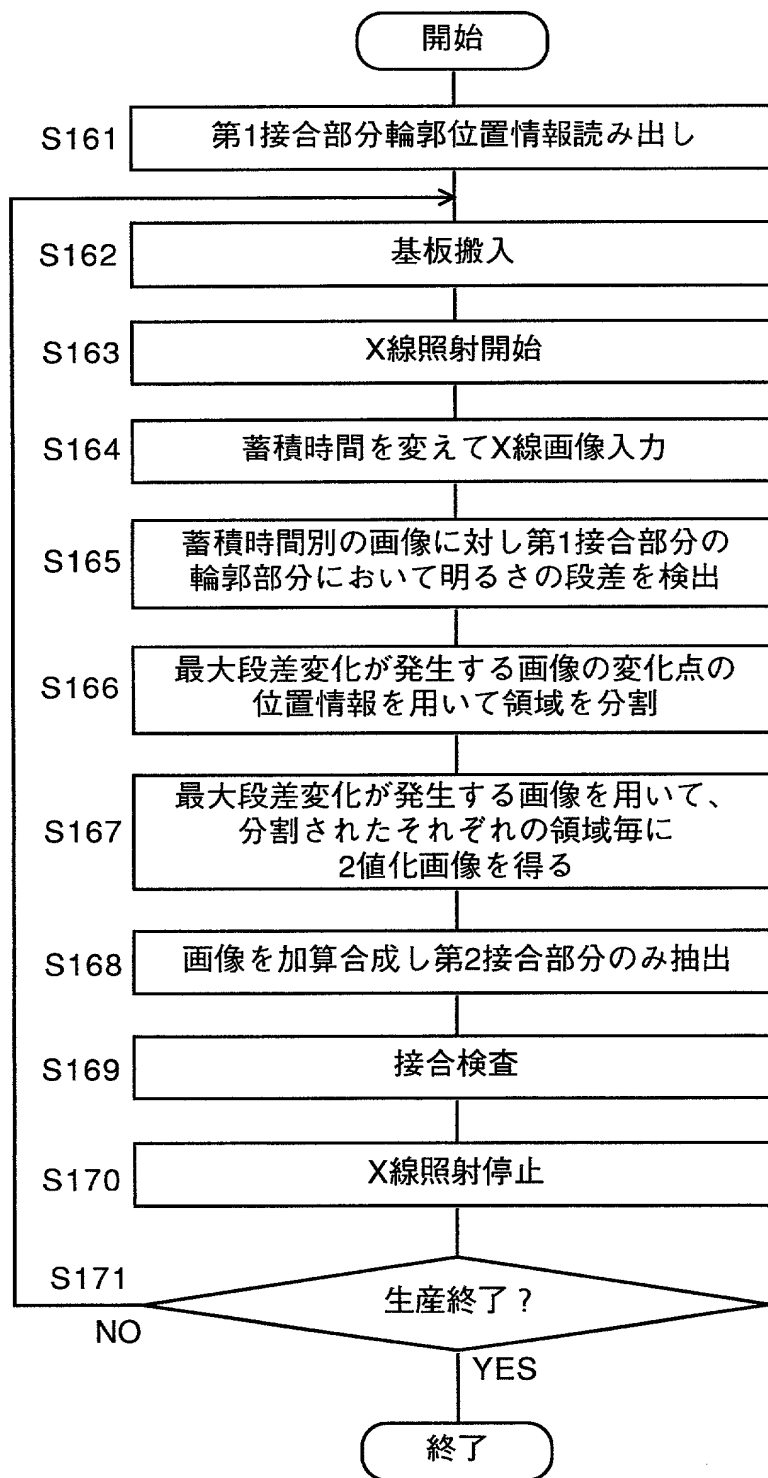 開始
S161
第1接合部分輪郭位置情報読み出し
S162
基板搬入
S163
X線照射開始
S164
蓄積時間を変えてX線画像入力
S165
蓄積時間別の画像に対し第1接合部分の
輪郭部分において明るさの段差を検出
S166
最大段差変化が発生する画像の変化点の
位置情報を用いて領域を分割
S167
最大段差変化が発生する画像を用いて、
分割されたそれぞれの領域毎に
2値化画像を得る
S168
画像を加算合成し第2接合部分のみ抽出
S169
接合検査
S170
X線照射停止
S171
生産終了?
NO
YES
終了